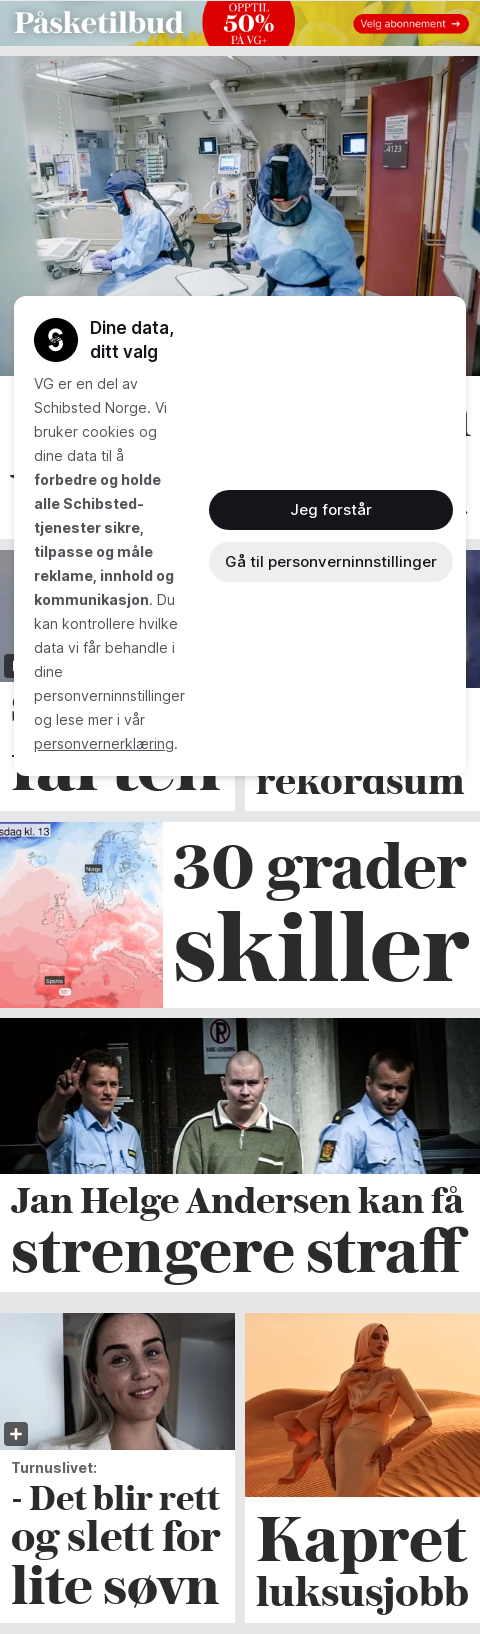 Påsketilbud
OPPTIL
50%
PÅ VG+
Velg abonnement →
4123
Dine data,
ditt valg
VG er en del av
Schibsted Norge. Vi
bruker cookies og
dine data til å
forbedre og holde
alle Schibsted-
tjenester sikre,
tilpasse og måle
reklame, innhold og
kommunikasjon. Du
kan kontrollere hvilke
data vi får behandle i
dine
personverninnstillinger
og lese mer i vår
personvernerklæring.
Jeg forstår
Gå til personverninnstillinger
farten
rekordsum
sdag kl. 13
Norge
Spania
30°
30 grader
skiller
Jan Helge Andersen kan få
strengere straff
Turnuslivet:
- Det blir rett
og slett for
lite søvn
Kapret
luksusjobb